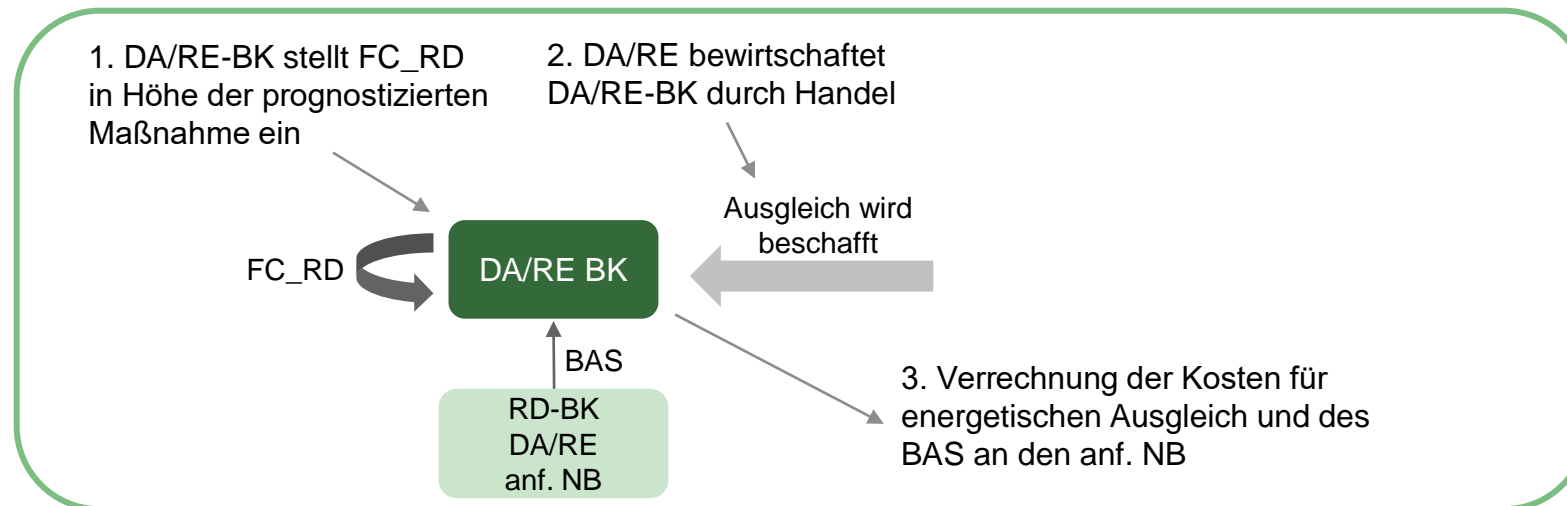 1. DA/RE-BK stellt FC_RD
in Höhe der prognostizierten
Maßnahme ein
2. DA/RE bewirtschaftet
DA/RE-BK durch Handel
Ausgleich wird
beschafft
FC_RD
DA/RE BK
BAS
RD-BK
DA/RE
anf. NB
3. Verrechnung der Kosten für
energetischen Ausgleich und des
BAS an den anf. NB